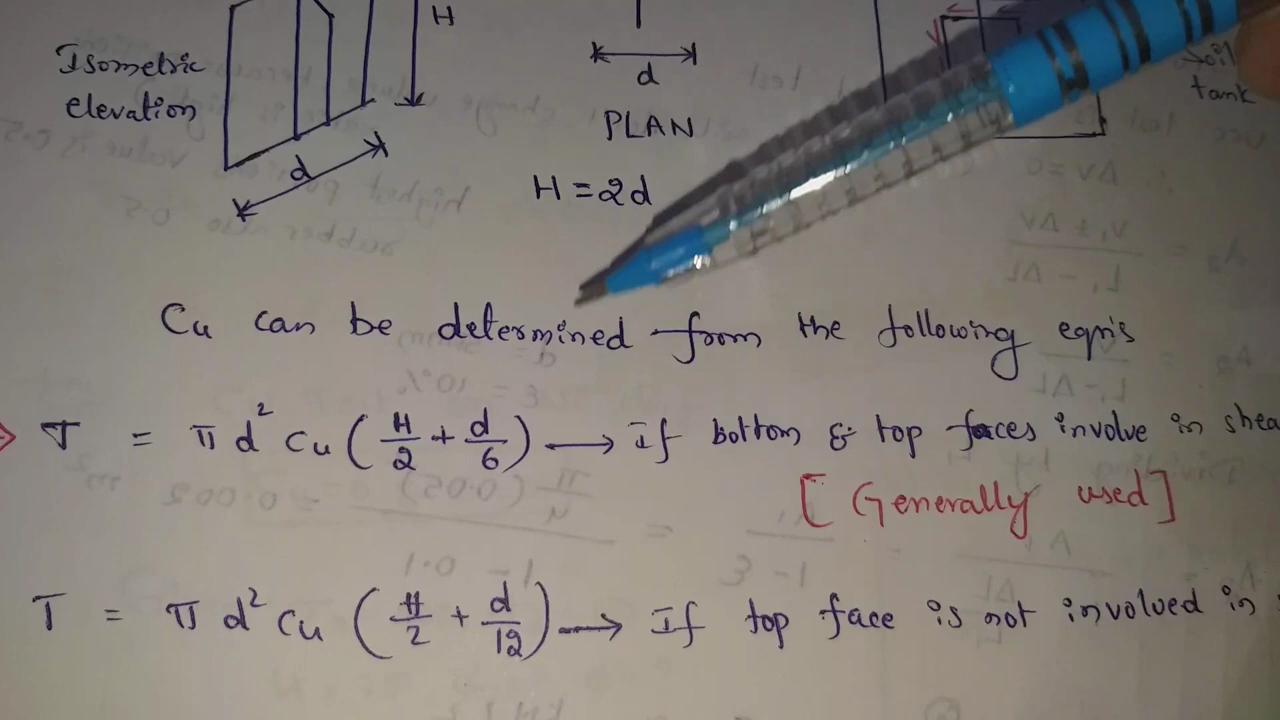 H
d
Isometric
elevation
PLAN
tank
d
H = 2d
Cu can be determined from the following eqn's
T = π d² Cu ( H/2 + d/6 ) → If bottom & top faces involve in
[ Generally used ]
T = π d² Cu ( H/2 + d/12 ) → If top face is not involved in